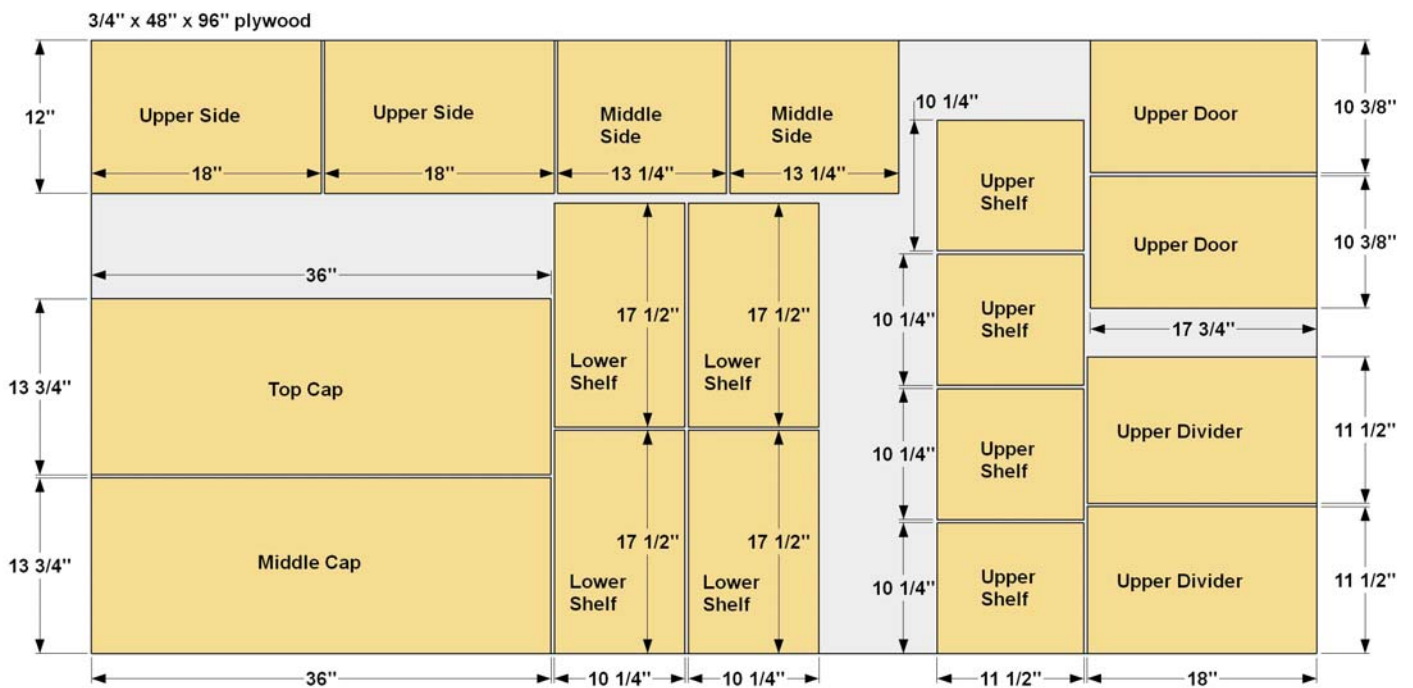 3/4" x 48" x 96" plywood
12"
Upper Side
Upper Side
Middle
Side
Middle
Side
10 1/4"
Upper Door
10 3/8"
18"
18"
13 1/4"
13 1/4"
Upper
Shelf
Upper Door
10 3/8"
36"
17 1/2"
17 1/2"
10 1/4"
Upper
Shelf
17 3/4"
13 3/4"
Top Cap
Lower
Shelf
Lower
Shelf
10 1/4"
Upper
Shelf
Upper Divider
11 1/2"
13 3/4"
Middle Cap
17 1/2"
17 1/2"
Lower
Shelf
Lower
Shelf
10 1/4"
Upper
Shelf
Upper Divider
11 1/2"
36"
10 1/4"
10 1/4"
11 1/2"
18"